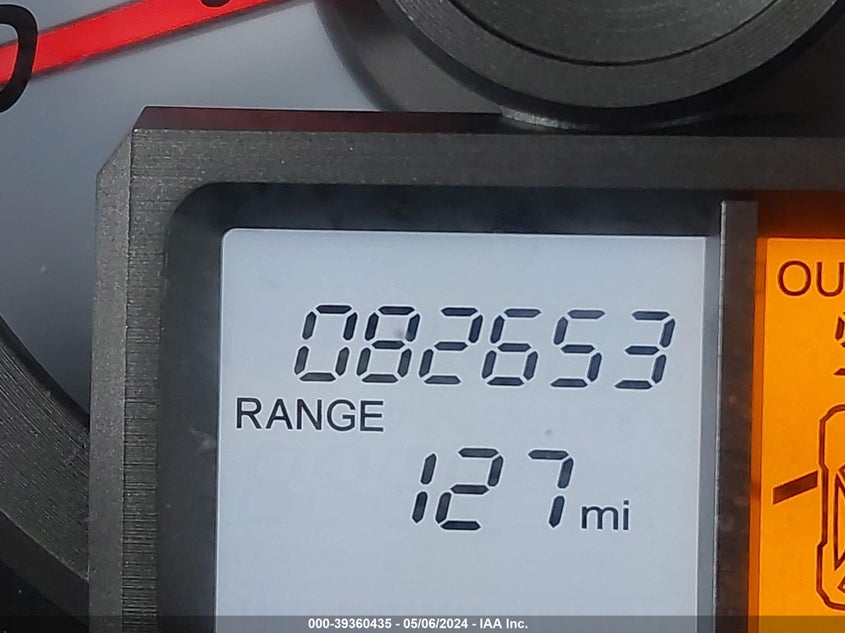 082653
RANGE
127 mi
OU
000-39360435 - 05/06/2024 - IAA Inc.